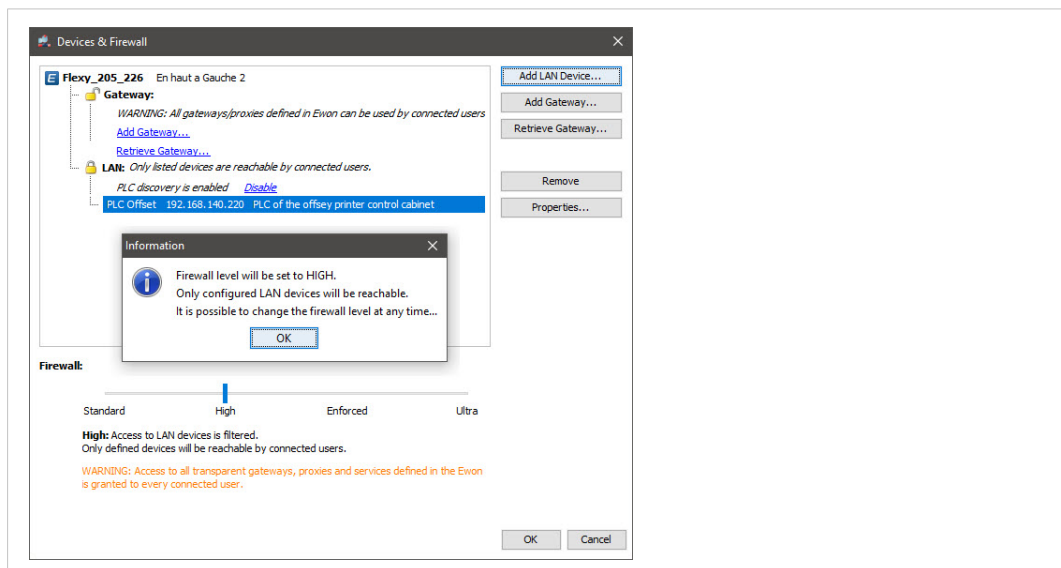 Devices & Firewall
Flexy_205_226 En haut a Gauche 2
Gateway:
WARNING: All gateways/proxies defined in Ewon can be used by connected users
Add Gateway...
Retrieve Gateway...
LAN: Only listed devices are reachable by connected users.
PLC discovery is enabled Disable
PLC Offset 192.168.140.220 PLC of the offsey printer control cabinet
Add LAN Device...
Add Gateway...
Retrieve Gateway...
Remove
Properties...
Information
Firewall level will be set to HIGH.
Only configured LAN devices will be reachable.
It is possible to change the firewall level at any time...
OK
Firewall:
Standard High Enforced Ultra
High: Access to LAN devices is filtered.
Only defined devices will be reachable by connected users.
WARNING: Access to all transparent gateways, proxies and services defined in the Ewon
is granted to every connected user.
OK Cancel